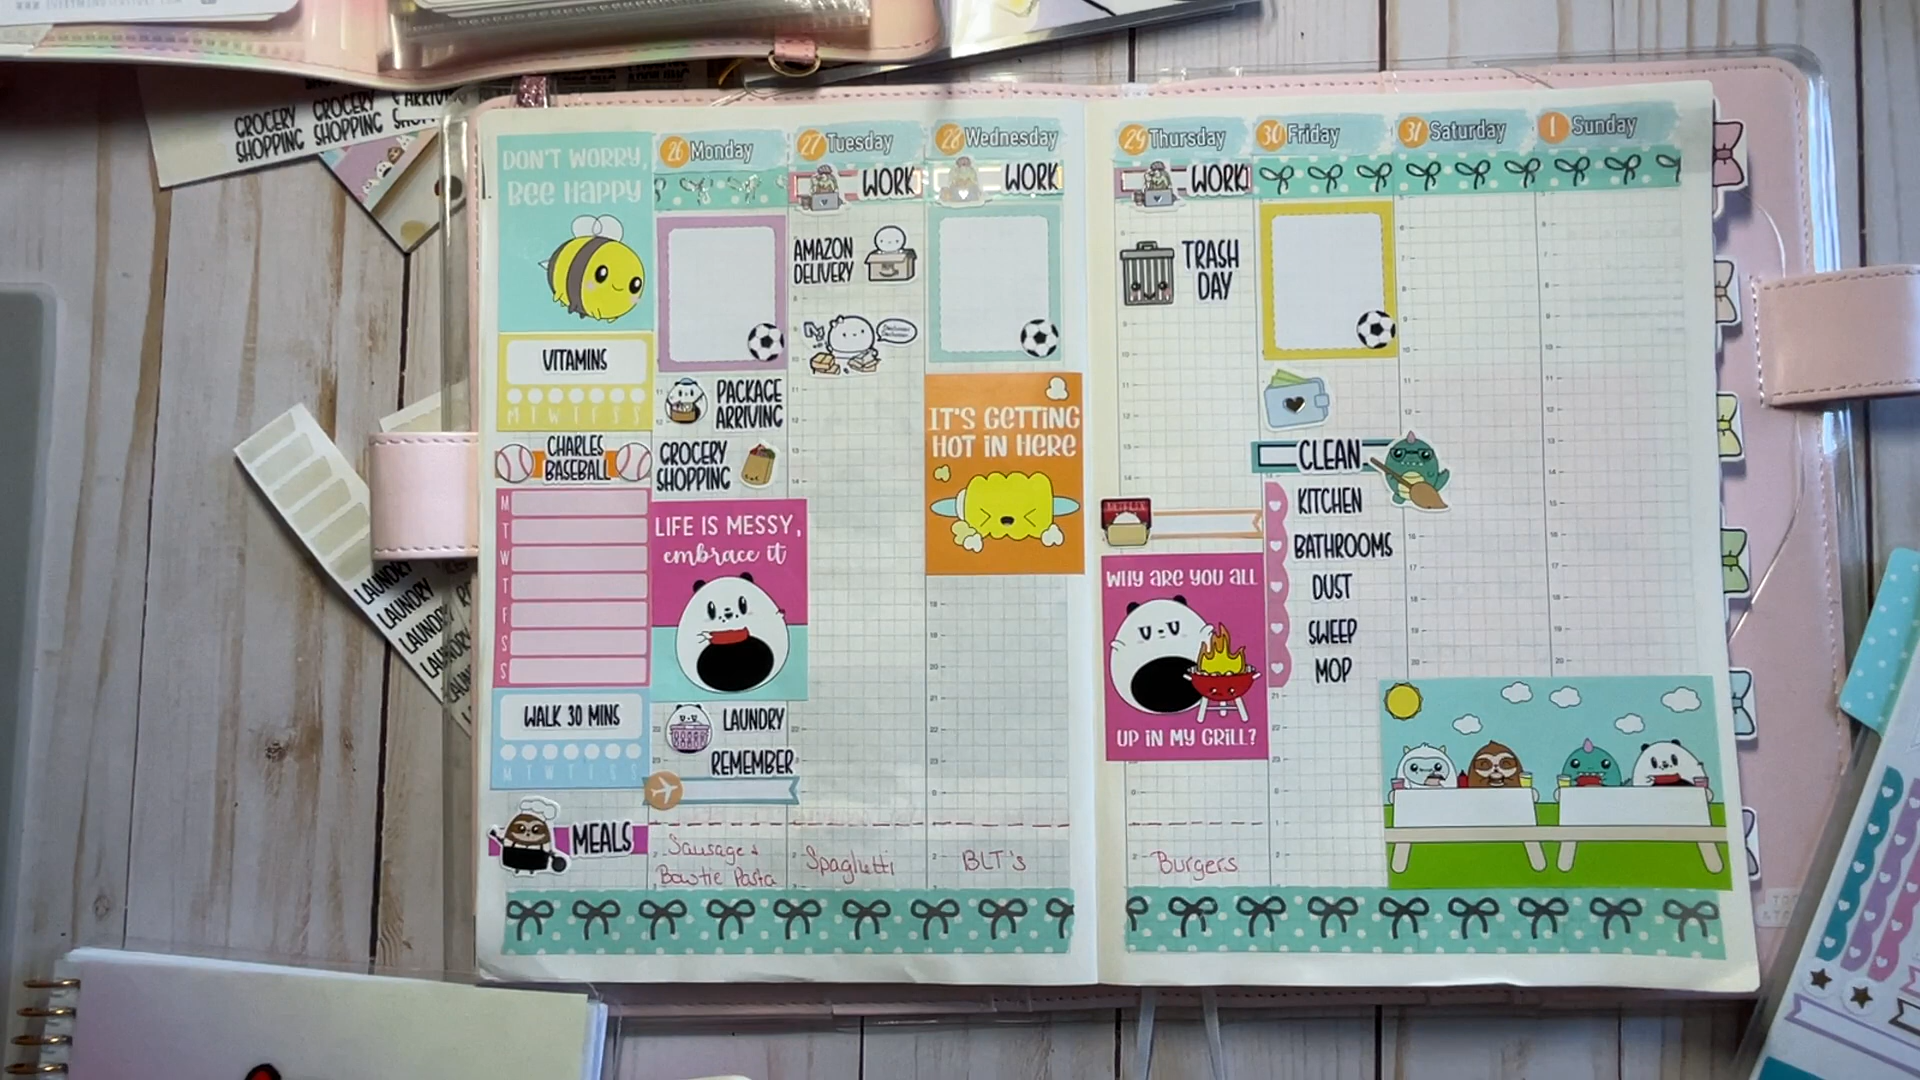 GROCERY
SHOPPING
GROCERY
SHOPPING
DON'T WORRY,
BEE HAPPY
VITAMINS
M T W T F S S
CHARLES
BASEBALL
M
T
W
T
F
S
S
WALK 30 MINS
M T W T F S S
MEALS
26 Monday
PACKAGE
ARRIVING
GROCERY
SHOPPING
LIFE IS MESSY,
embrace it
LAUNDRY
REMEMBER
Sausage &
Bowtie Pasta
27 Tuesday
WORK
AMAZON
DELIVERY
Spaghetti
28 Wednesday
WORK
IT'S GETTING
HOT IN HERE
BLT's
29 Thursday
WORK
TRASH
DAY
WHY ARE YOU ALL
UP IN MY GRILL?
Burgers
30 Friday
CLEAN
KITCHEN
BATHROOMS
DUST
SWEEP
MOP
31 Saturday
1 Sunday
LAUNDRY
LAUNDRY
LAUNDRY